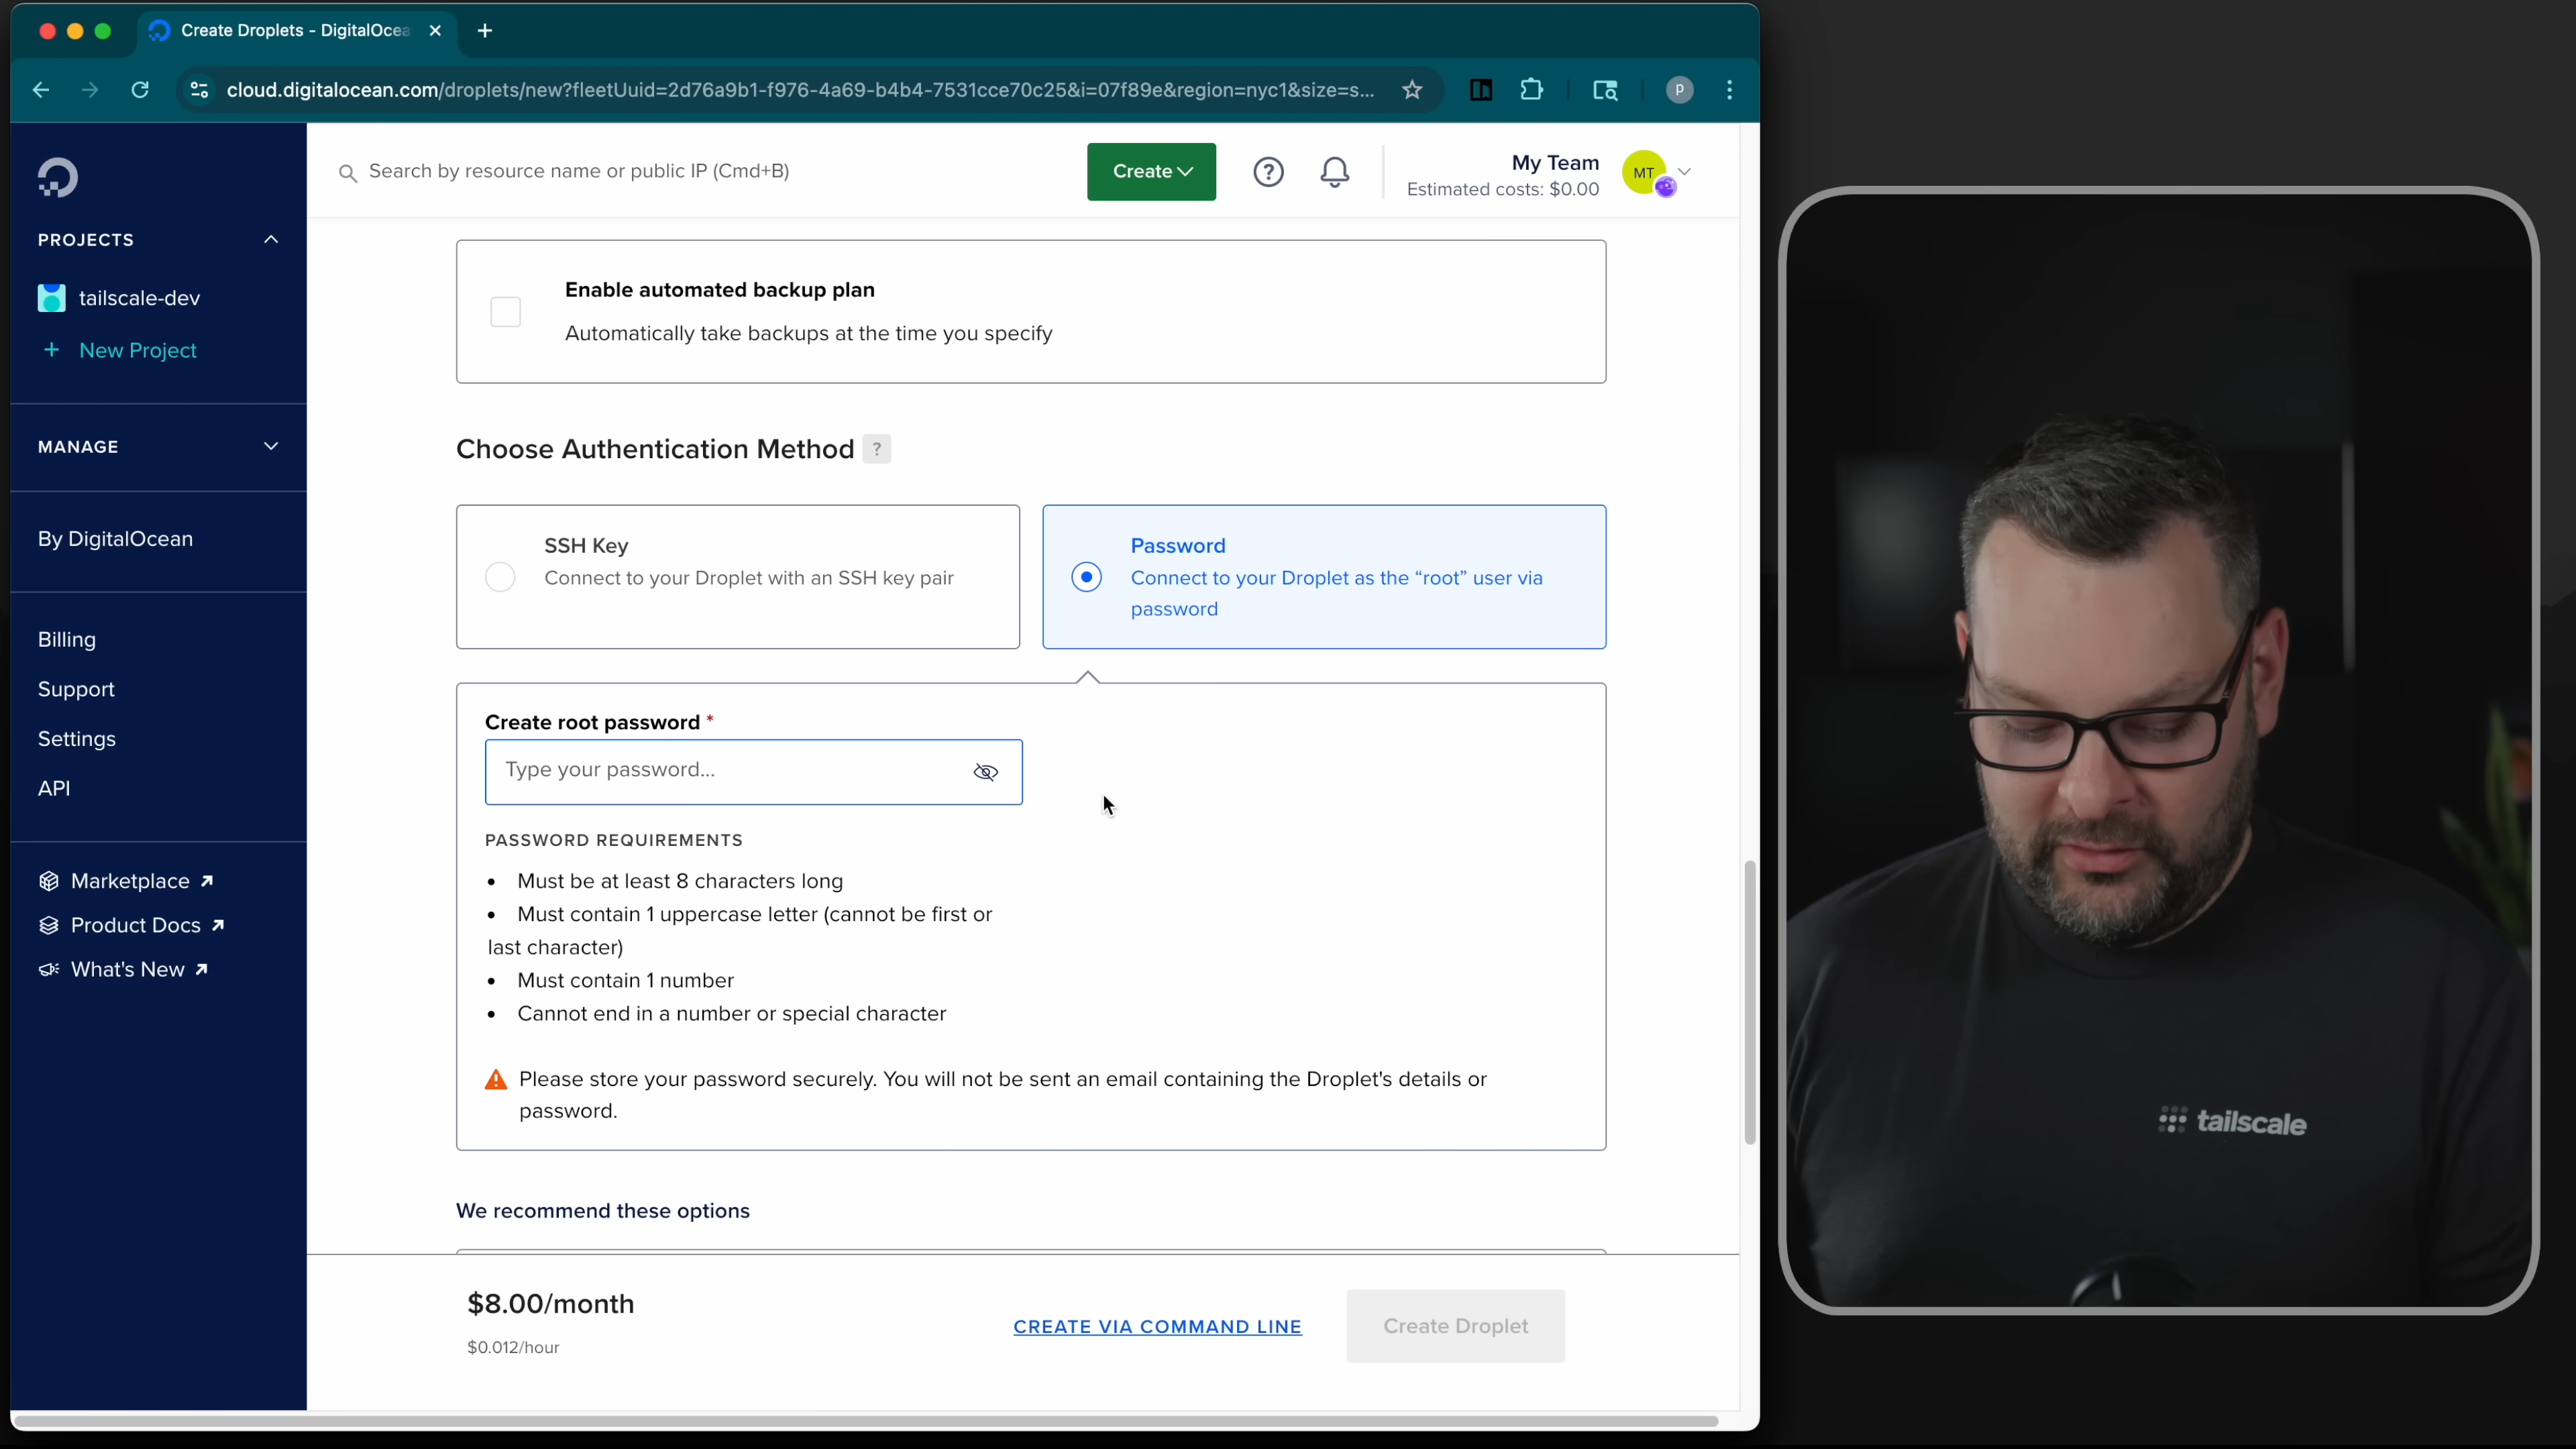 Create Droplets - DigitalOcea
cloud.digitalocean.com/droplets/new?fleetUuid=2d76a9b1-f976-4a69-b4b4-7531cce70c25&i=07f89e&region=nyc1&size=s...
P
Search by resource name or public IP (Cmd+B)
Create
?
My Team
Estimated costs: $0.00
MT
PROJECTS
tailscale-dev
+ New Project
MANAGE
By DigitalOcean
Billing
Support
Settings
API
Marketplace
Product Docs
What's New
Enable automated backup plan
Automatically take backups at the time you specify
Choose Authentication Method ?
SSH Key
Connect to your Droplet with an SSH key pair
Password
Connect to your Droplet as the “root” user via
password
Create root password *
Type your password...
PASSWORD REQUIREMENTS
• Must be at least 8 characters long
• Must contain 1 uppercase letter (cannot be first or
last character)
• Must contain 1 number
• Cannot end in a number or special character
Please store your password securely. You will not be sent an email containing the Droplet's details or
password.
We recommend these options
$8.00/month
$0.012/hour
CREATE VIA COMMAND LINE
Create Droplet
tailscale